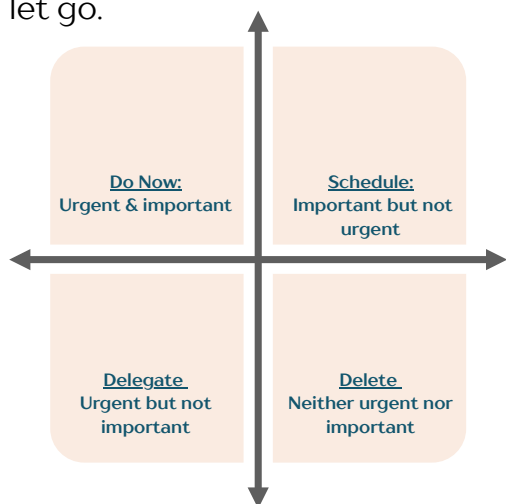 let go.
Do Now:
Urgent & important
Schedule:
Important but not
urgent
Delegate
Urgent but not
important
Delete
Neither urgent nor
important